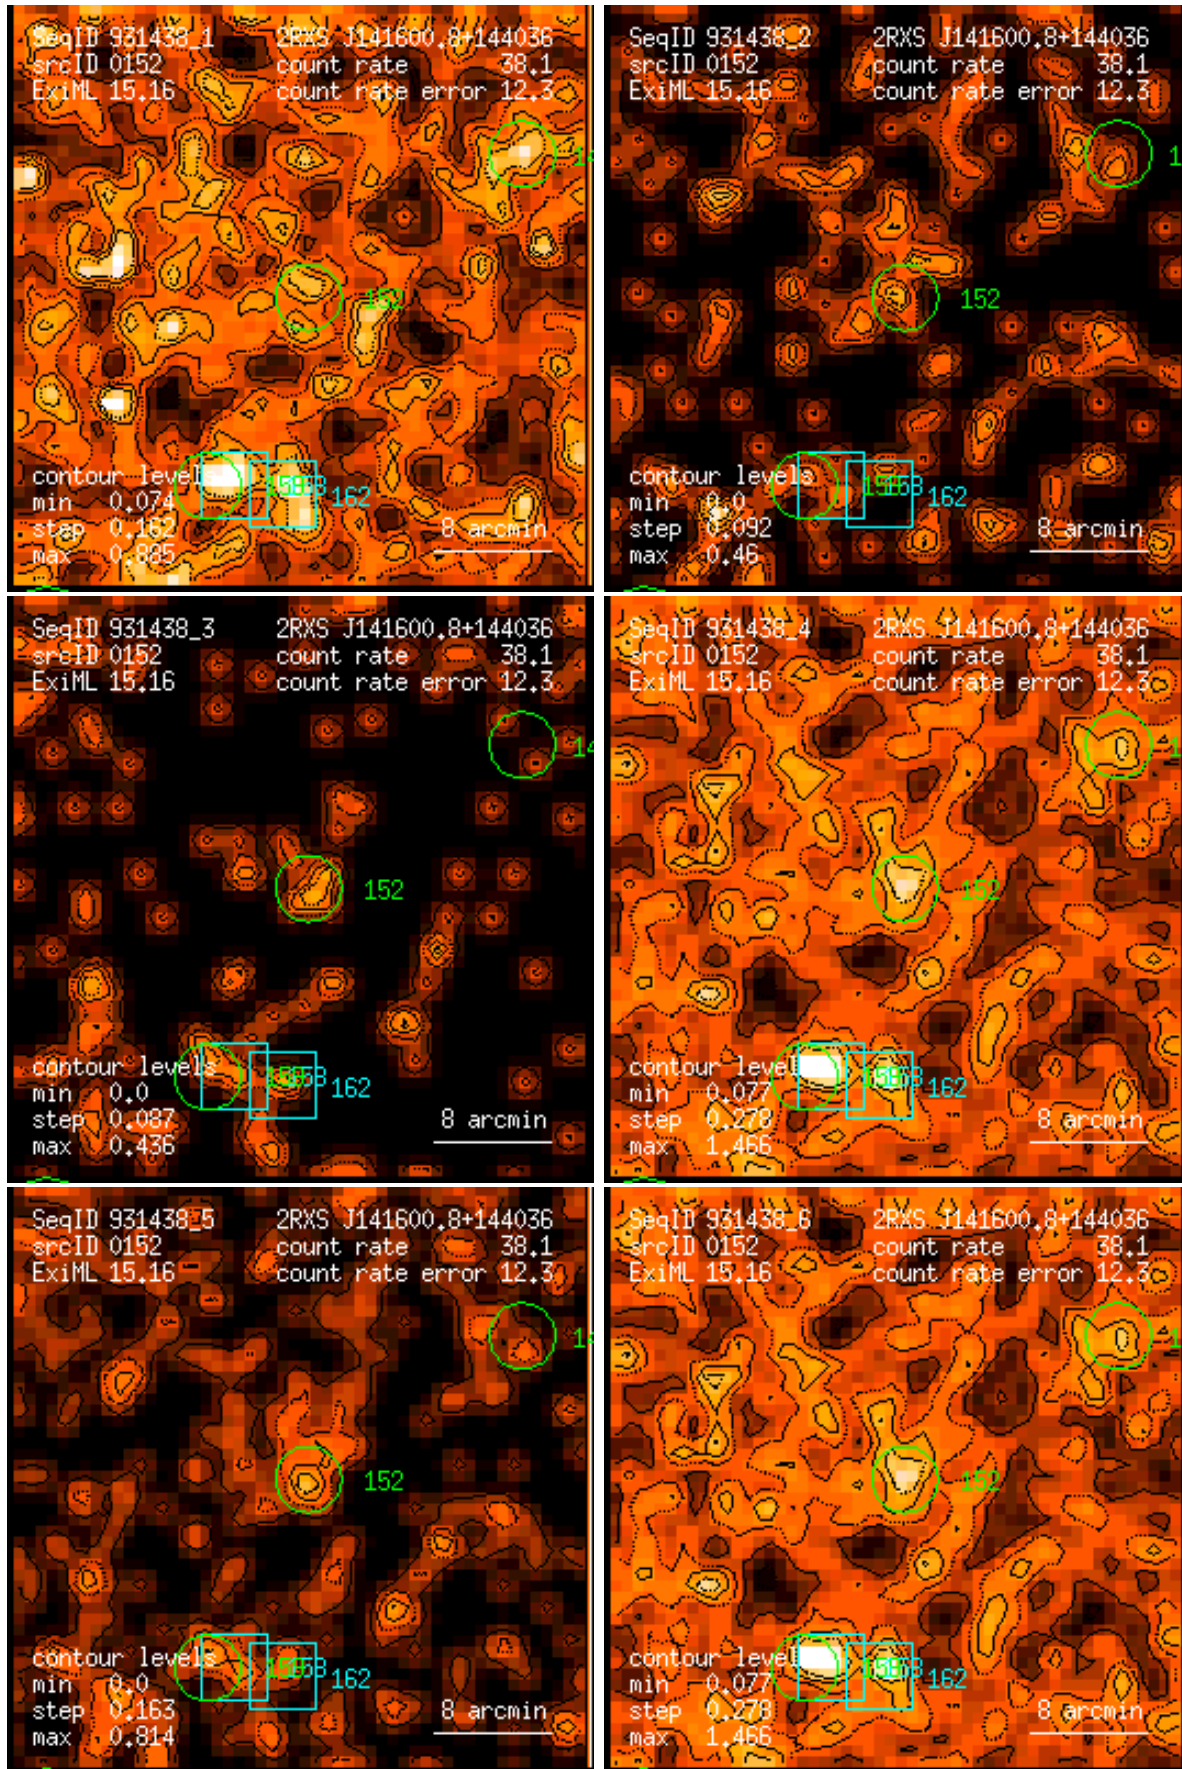 SeqID 931438_1 2RXS J141600.8+144036
srcID 0152 count rate 38.1
ExiML 15.16 count rate error 12.3
14
152
contour levels
min 0.074 162
step 0.162 8 arcmin
max 0.885
SeqID 931438_2 2RXS J141600.8+144036
srcID 0152 count rate 38.1
ExiML 15.16 count rate error 12.3
1
152
contour levels
min 0.0 162
step 0.092 8 arcmin
max 0.46
SeqID 931438_3 2RXS J141600.8+144036
srcID 0152 count rate 38.1
ExiML 15.16 count rate error 12.3
14
152
contour levels
min 0.0 162
step 0.087 8 arcmin
max 0.436
SeqID 931438_4 2RXS J141600.8+144036
srcID 0152 count rate 38.1
ExiML 15.16 count rate error 12.3
1
152
contour levels
min 0.077 162
step 0.278 8 arcmin
max 1.466
SeqID 931438_5 2RXS J141600.8+144036
srcID 0152 count rate 38.1
ExiML 15.16 count rate error 12.3
14
152
contour levels
min 0.0 162
step 0.163 8 arcmin
max 0.814
SeqID 931438_6 2RXS J141600.8+144036
srcID 0152 count rate 38.1
ExiML 15.16 count rate error 12.3
1
152
contour levels
min 0.077 162
step 0.278 8 arcmin
max 1.466